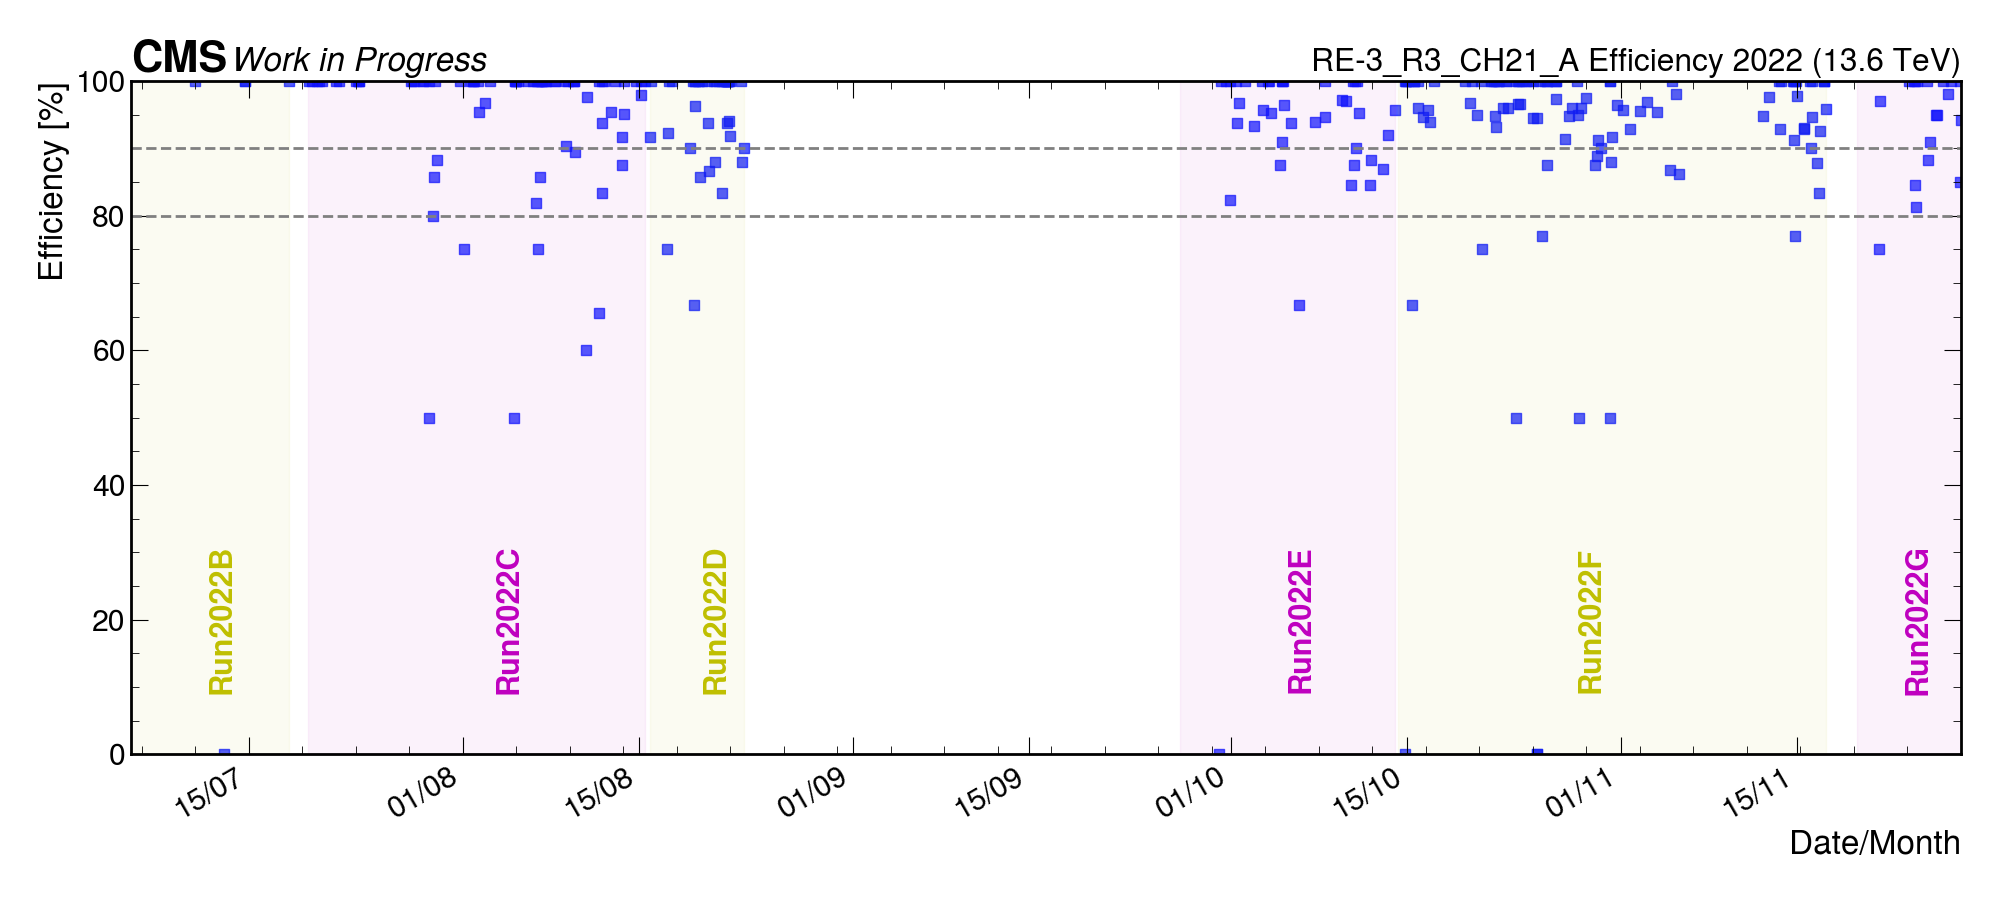 CMS Work in Progress
RE-3_R3_CH21_A Efficiency 2022 (13.6 TeV)
Efficiency [%]
100
80
60
40
20
0
Run2022B
Run2022C
Run2022D
Run2022E
Run2022F
Run2022G
15/07
01/08
15/08
01/09
15/09
01/10
15/10
01/11
15/11
Date/Month